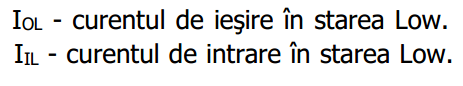 IOL - curentul de ieşire în starea Low.
IIL - curentul de intrare în starea Low.